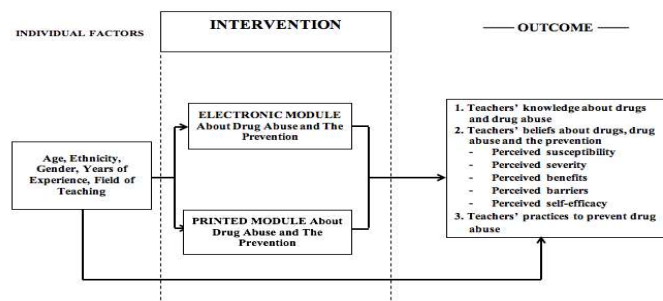 INDIVIDUAL FACTORS
INTERVENTION
OUTCOME
Age, Ethnicity,
Gender, Years of
Experience, Field of
Teaching
ELECTRONIC MODULE
About Drug Abuse and The
Prevention
PRINTED MODULE About
Drug Abuse and The
Prevention
1. Teachers' knowledge about drugs
and drug abuse
2. Teachers' beliefs about drugs, drug
abuse and the prevention
- Perceived susceptibility
- Perceived severity
- Perceived benefits
- Perceived barriers
- Perceived self-efficacy
3. Teachers' practices to prevent drug
abuse